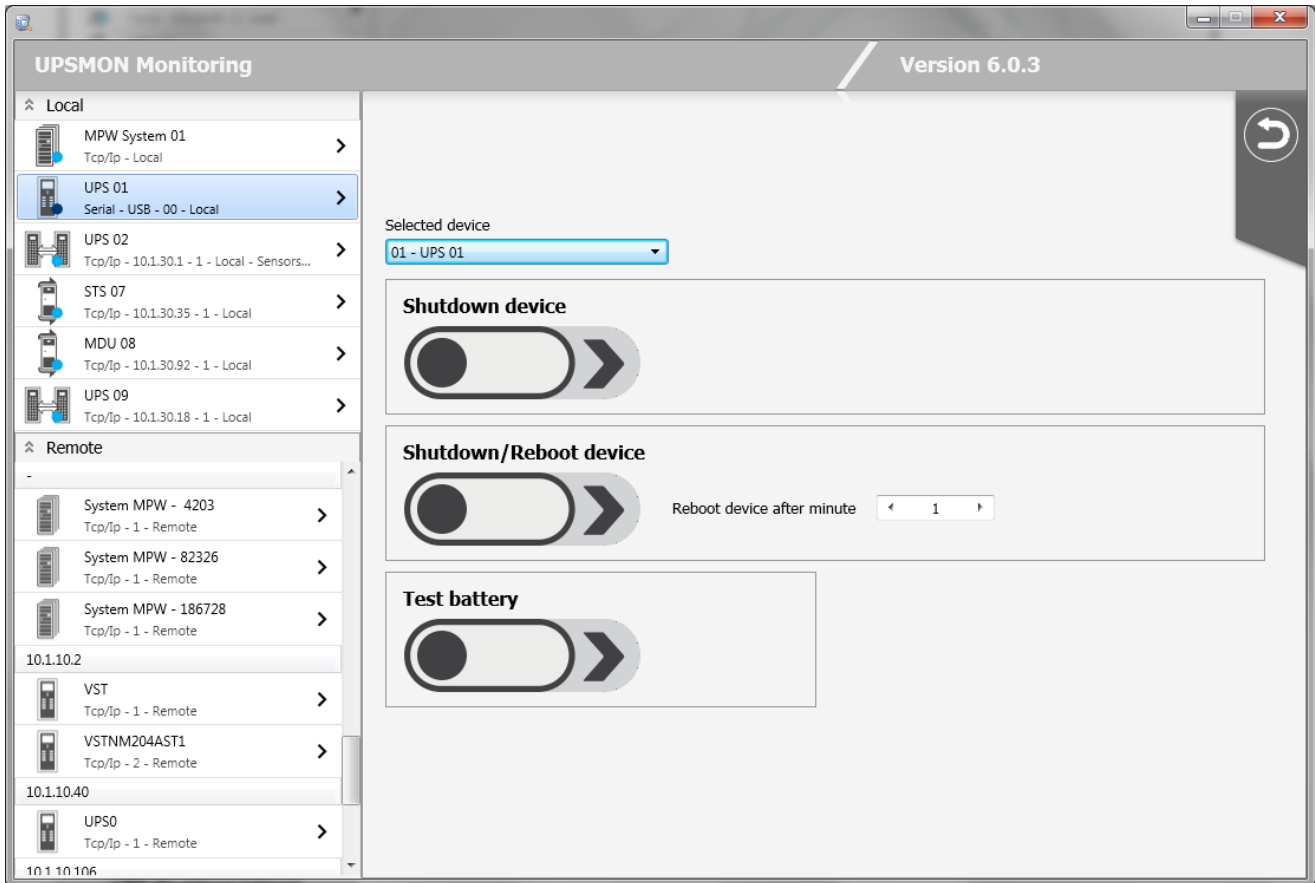 UPSMON Monitoring
Version 6.0.3
Local
MPW System 01
Tcp/Ip - Local
UPS 01
Serial - USB - 00 - Local
UPS 02
Tcp/Ip - 10.1.30.1 - 1 - Local - Sensors...
STS 07
Tcp/Ip - 10.1.30.35 - 1 - Local
MDU 08
Tcp/Ip - 10.1.30.92 - 1 - Local
UPS 09
Tcp/Ip - 10.1.30.18 - 1 - Local
Remote
-
System MPW - 4203
Tcp/Ip - 1 - Remote
System MPW - 82326
Tcp/Ip - 1 - Remote
System MPW - 186728
Tcp/Ip - 1 - Remote
10.1.10.2
VST
Tcp/Ip - 1 - Remote
VSTNM204AST1
Tcp/Ip - 2 - Remote
10.1.10.40
UPS0
Tcp/Ip - 1 - Remote
10.1.10.106
Selected device
01 - UPS 01
Shutdown device
Shutdown/Reboot device
Reboot device after minute 1
Test battery